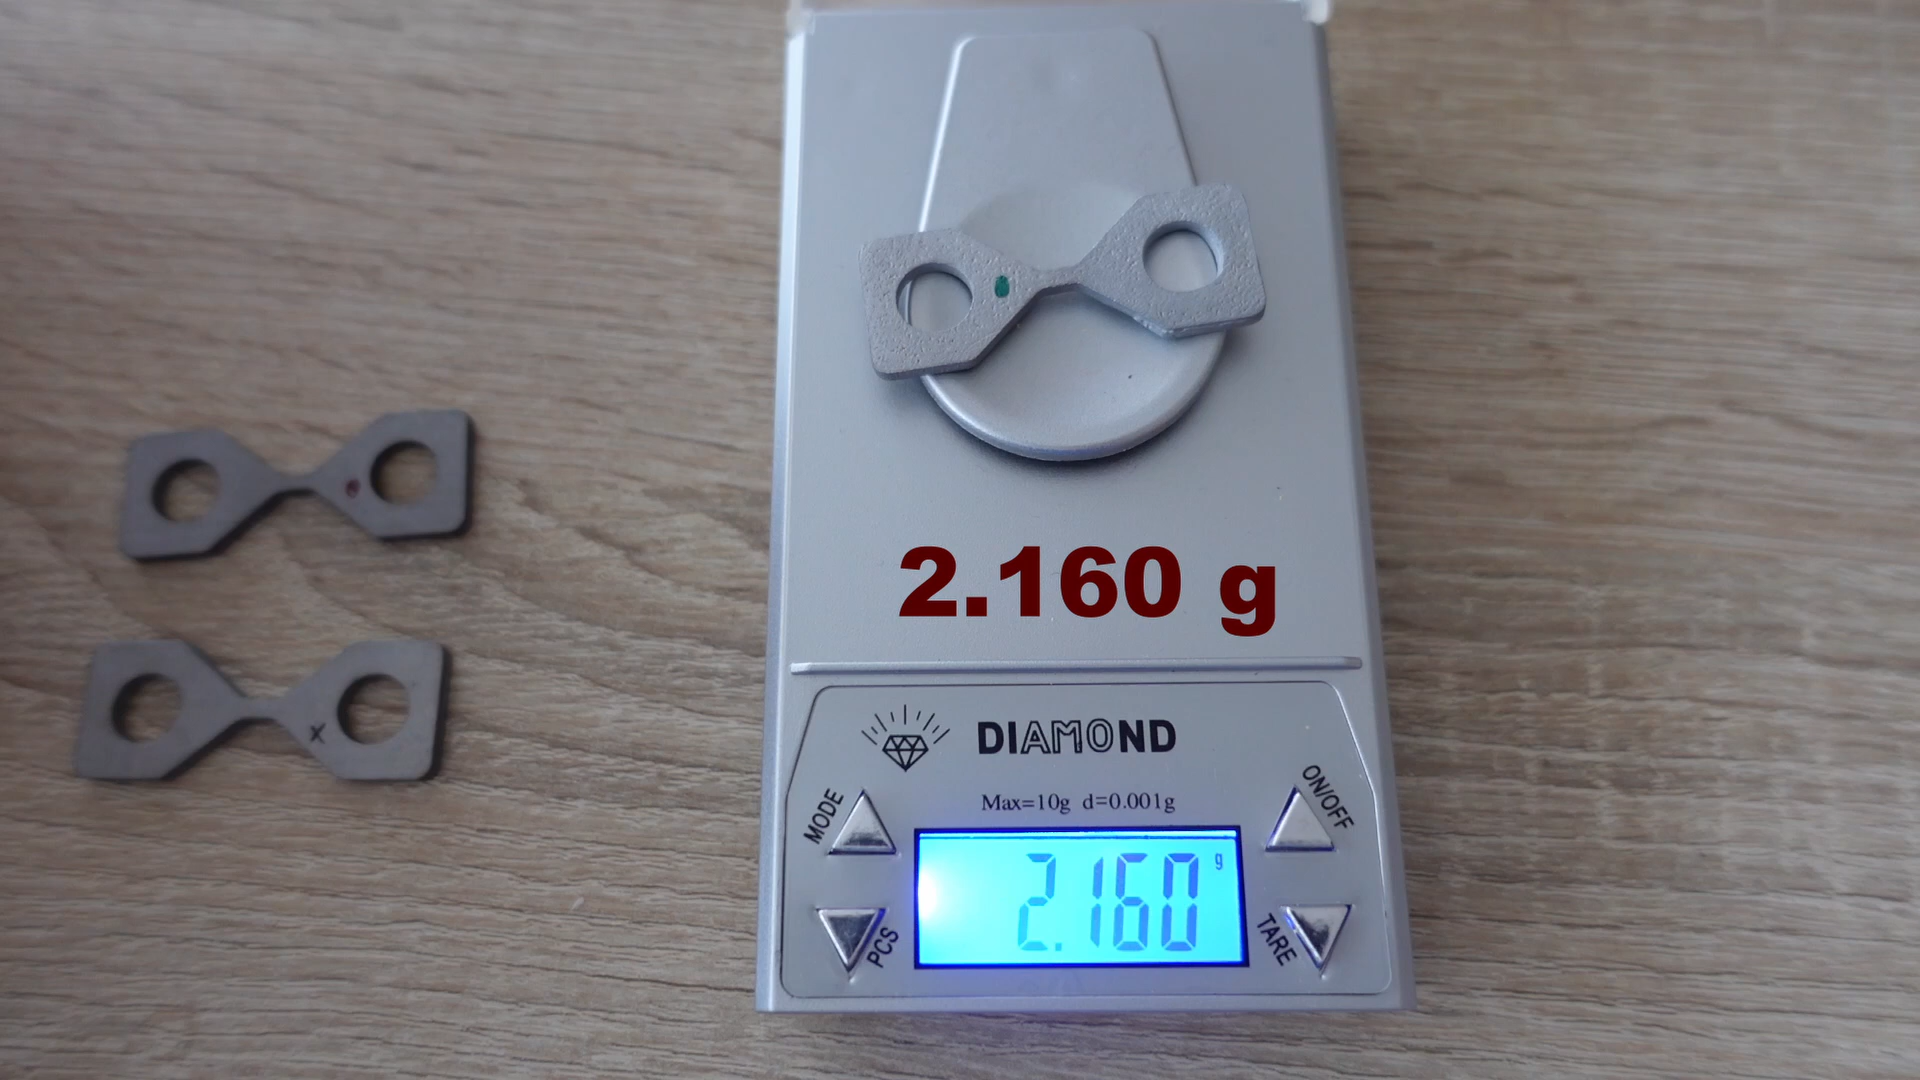 x
2.160 g
DIAMOND
Max=10g d=0.001g
MODE
ON/OFF
2.160 g
PCS
TARE